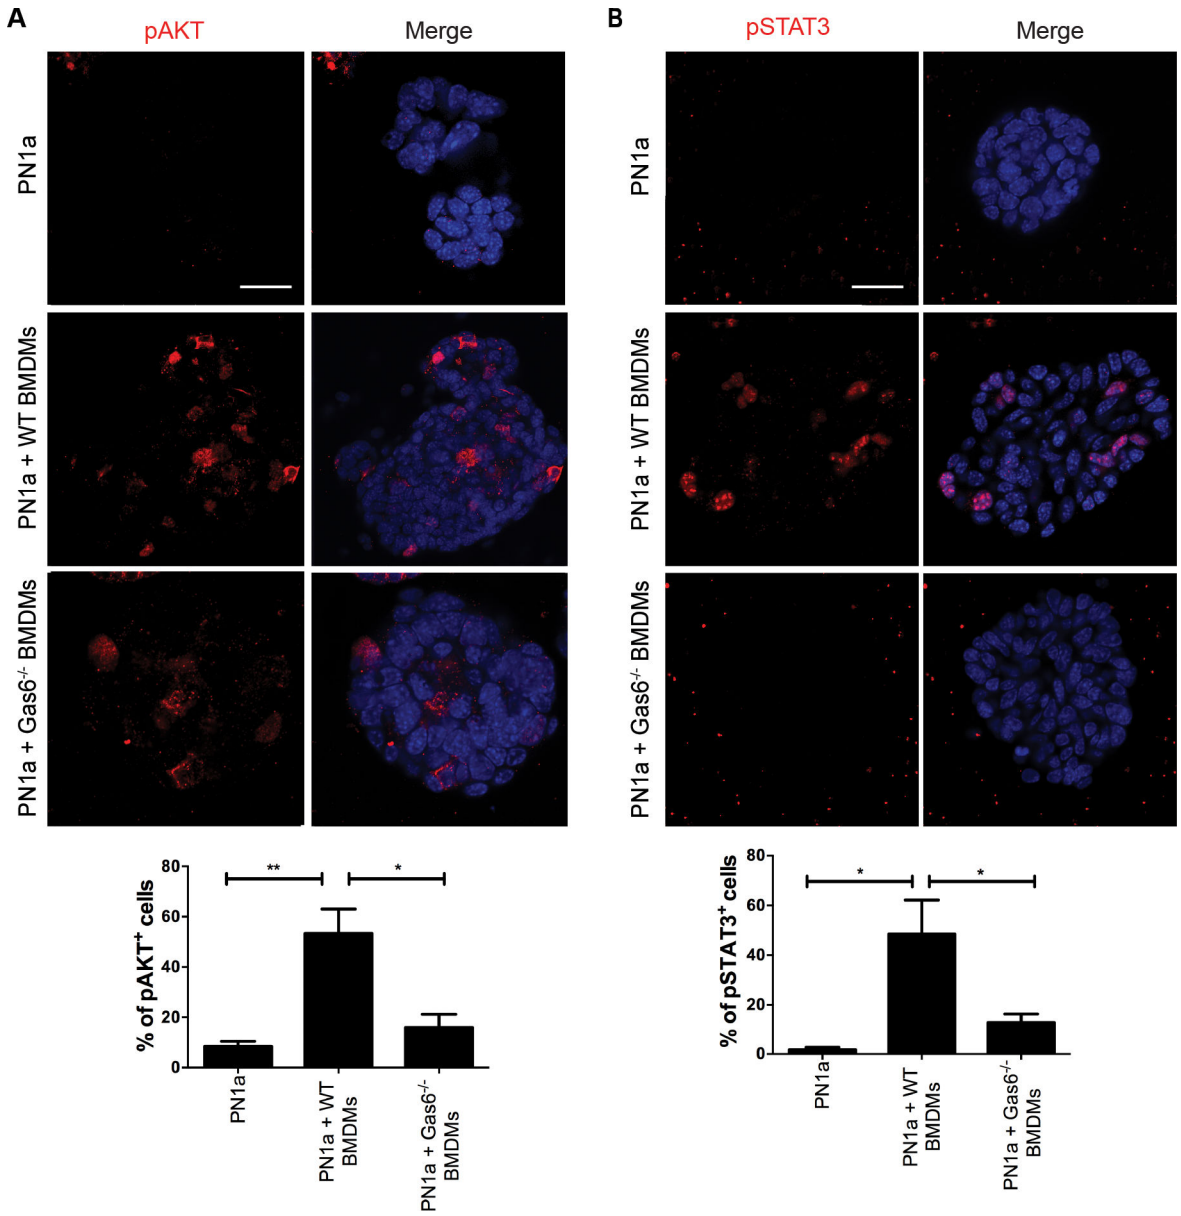 A
pAKT
Merge
PN1a
PN1a + WT BMDMs
PN1a + Gas6-/- BMDMs
80
60
40
20
0
% of pAKT+ cells
**
*
PN1a
PN1a + WT
BMDMs
PN1a + Gas6-/-
BMDMs
B
pSTAT3
Merge
PN1a
PN1a + WT BMDMs
PN1a + Gas6-/- BMDMs
80
60
40
20
0
% of pSTAT3+ cells
*
*
PN1a
PN1a + WT
BMDMs
PN1a + Gas6-/-
BMDMs